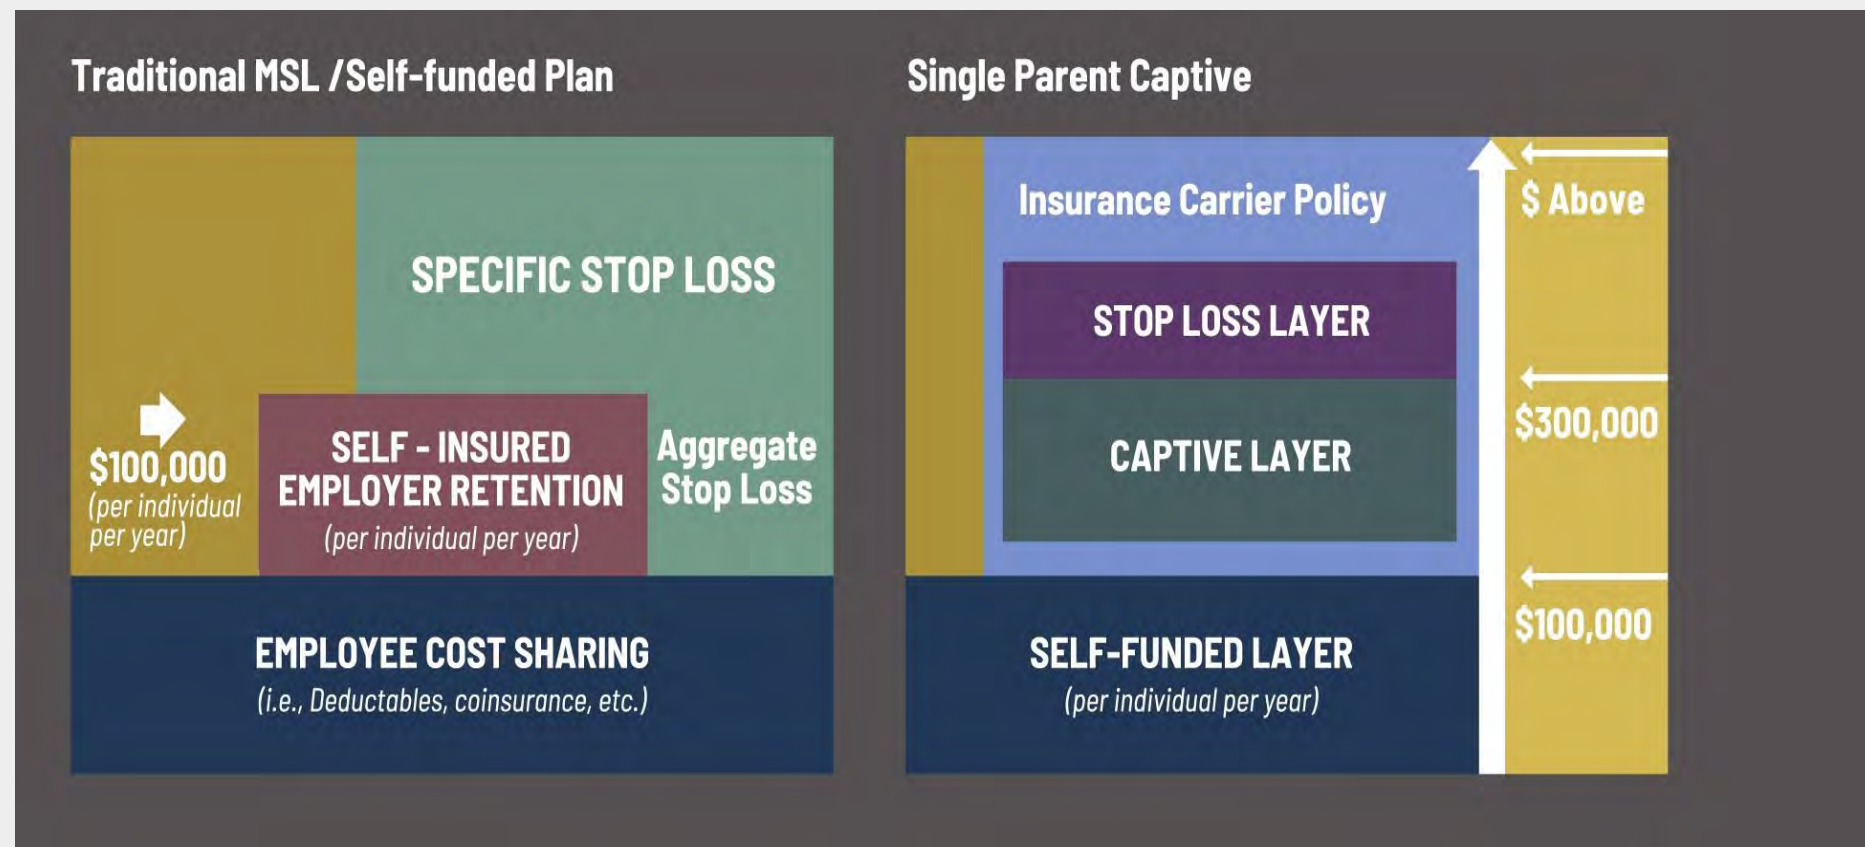 Traditional MSL /Self-funded Plan
SPECIFIC STOP LOSS
$100,000
(per individual
per year)
SELF - INSURED
EMPLOYER RETENTION
(per individual per year)
Aggregate
Stop Loss
EMPLOYEE COST SHARING
(i.e., Deductables, coinsurance, etc.)
Single Parent Captive
Insurance Carrier Policy
STOP LOSS LAYER
CAPTIVE LAYER
SELF-FUNDED LAYER
(per individual per year)
$ Above
$300,000
$100,000